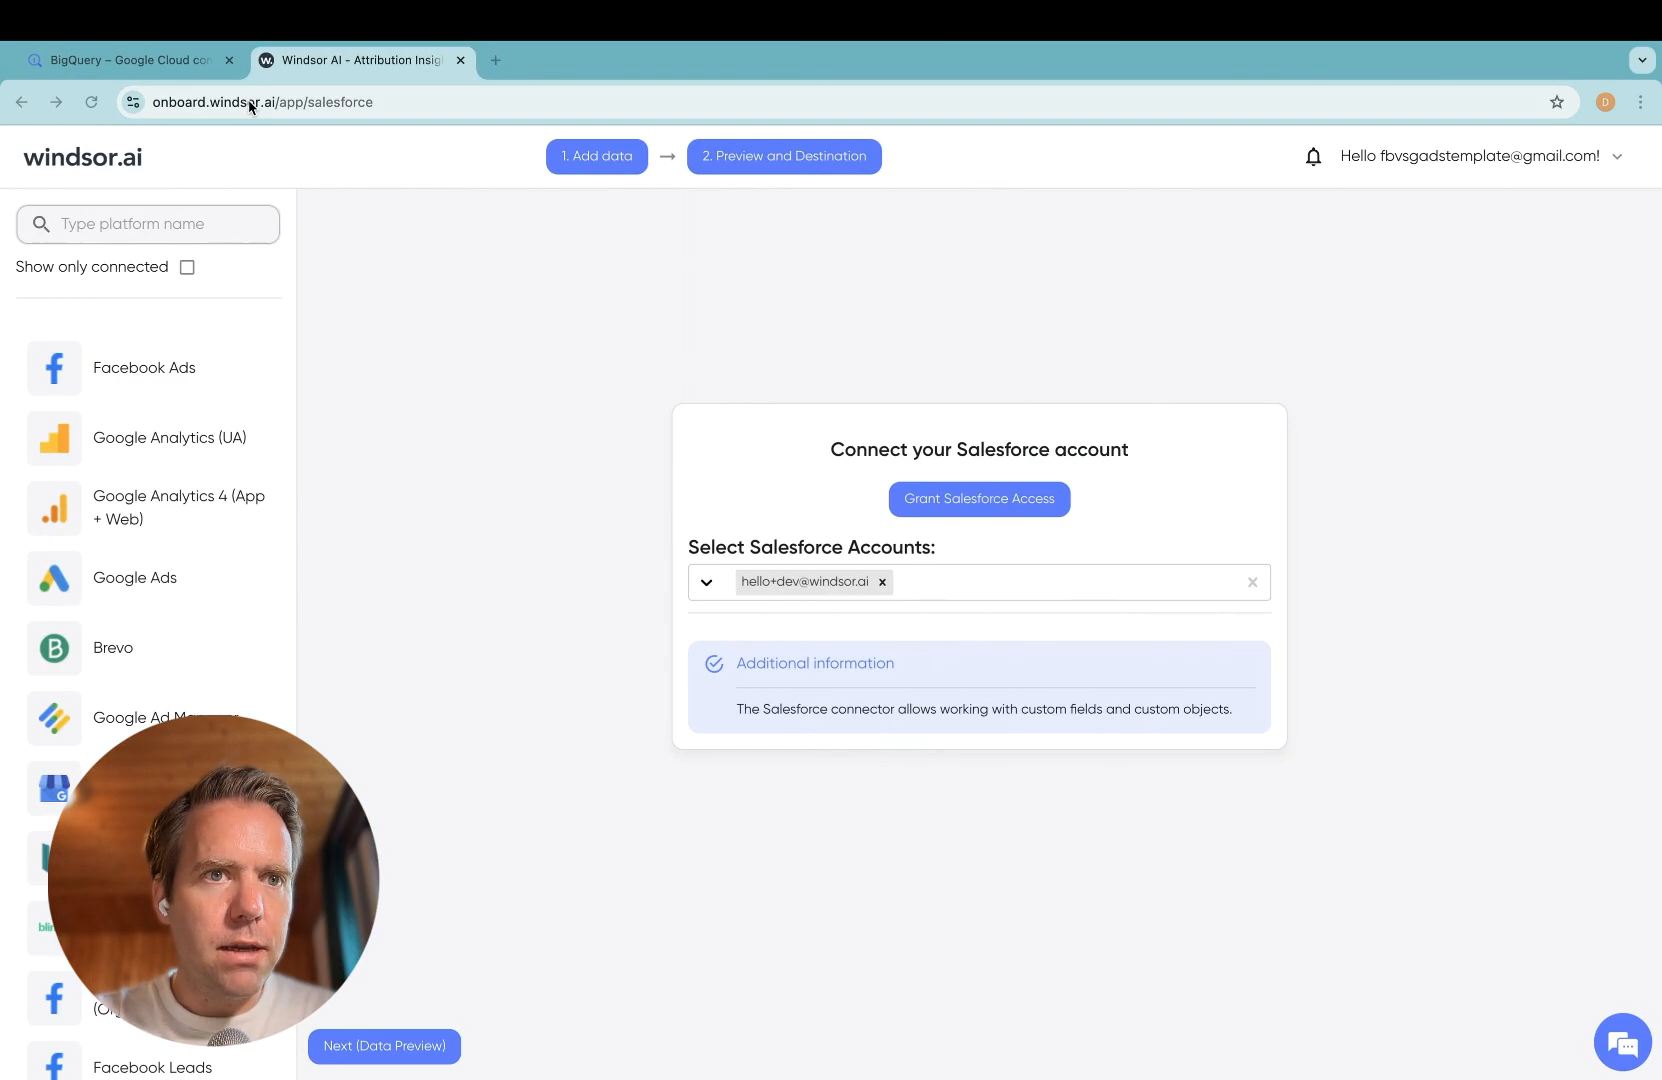 BigQuery – Google Cloud con
Windsor AI - Attribution Insig
onboard.windsor.ai/app/salesforce
D
windsor.ai
1. Add data
2. Preview and Destination
Hello fbvsgadstemplate@gmail.com!
Type platform name
Show only connected
Facebook Ads
Google Analytics (UA)
Google Analytics 4 (App
+ Web)
Google Ads
Brevo
Google Ad
Facebook Leads
Connect your Salesforce account
Grant Salesforce Access
Select Salesforce Accounts:
hello+dev@windsor.ai
Additional information
The Salesforce connector allows working with custom fields and custom objects.
Next (Data Preview)